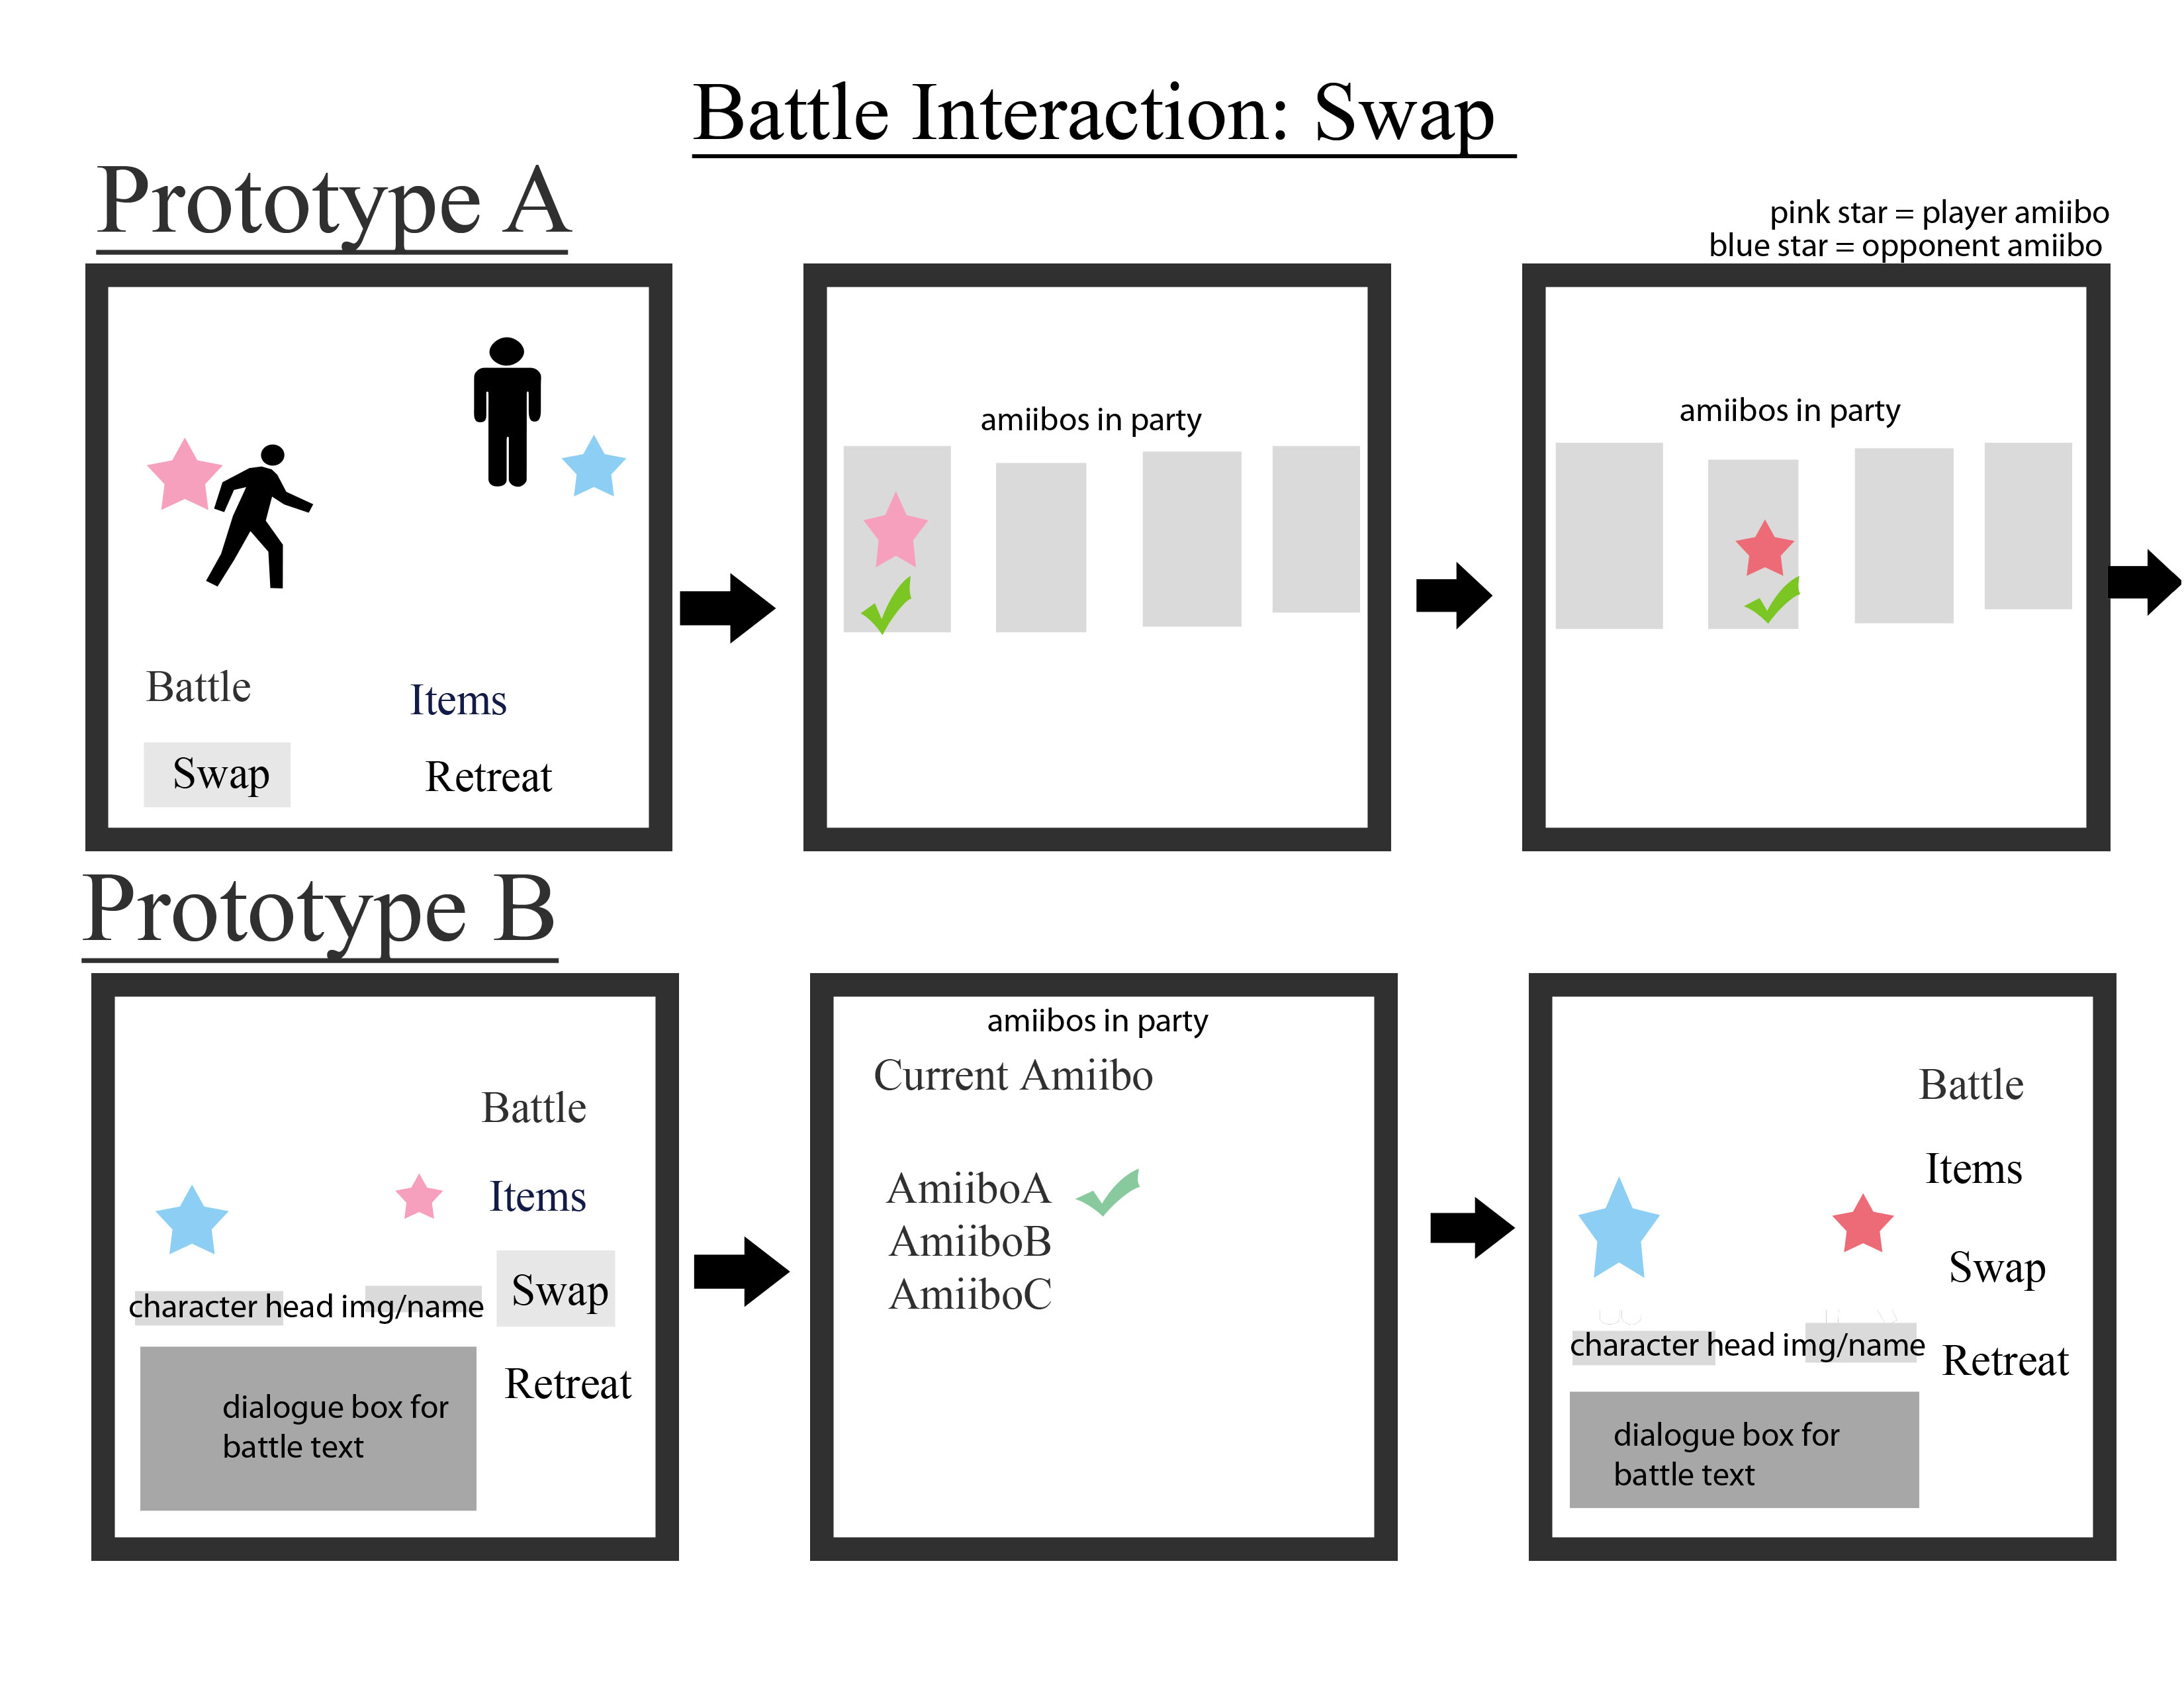 Battle Interaction: Swap
Prototype A
pink star = player amiibo
blue star = opponent amiibo
Battle
Items
Swap
Retreat
amiibos in party
amiibos in party
Prototype B
Battle
Items
Swap
Retreat
character head img/name
dialogue box for
battle text
amiibos in party
Current Amiibo
AmiiboA
AmiiboB
AmiiboC
Battle
Items
Swap
Retreat
character head img/name
dialogue box for
battle text